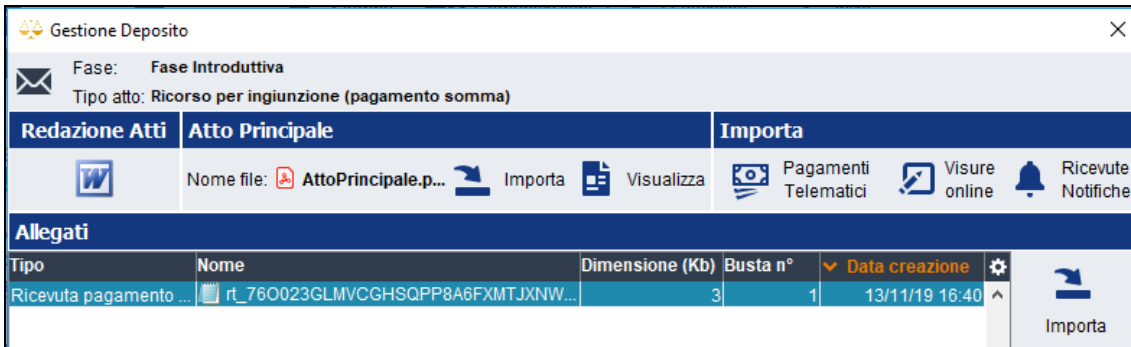 Gestione Deposito
Fase: Fase Introduttiva
Tipo atto: Ricorso per ingiunzione (pagamento somma)
Redazione Atti Atto Principale Importa
Nome file: AttoPrincipale.p... Importa Visualizza Pagamenti Telematici Visure online Ricevute Notifiche
Allegati
Tipo Nome Dimensione (Kb) Busta n° Data creazione
Ricevuta pagamento ... rt_76O023GLMVCGHSQPP8A6FXMTJXNW... 3 1 13/11/19 16:40
Importa